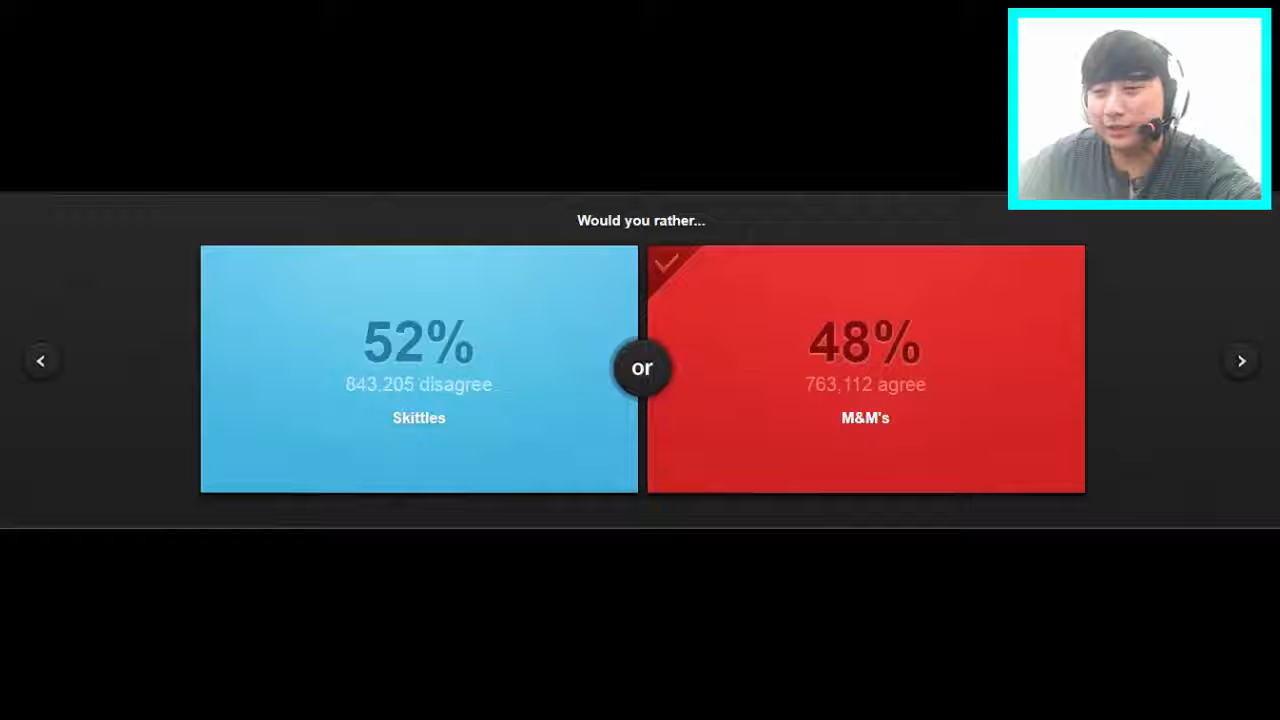 Would you rather...
52%
843,205 disagree
Skittles
or
48%
763,112 agree
M&M's